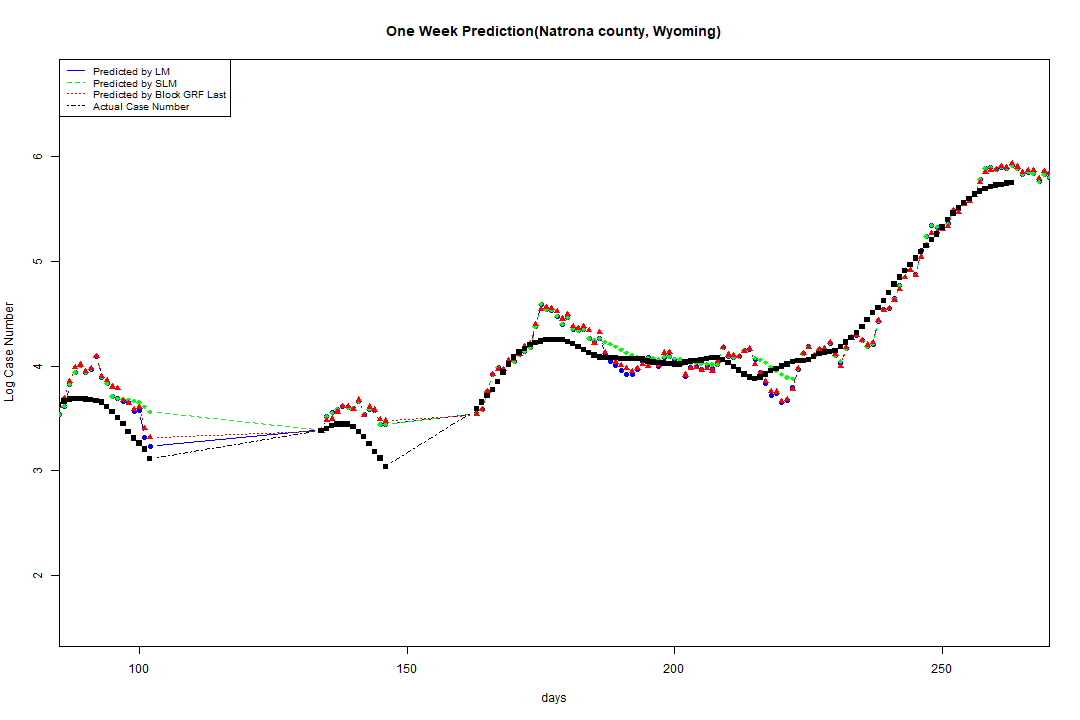 One Week Prediction(Natrona county, Wyoming)
Predicted by LM
Predicted by SLM
Predicted by Block GRF Last
Actual Case Number
6
5
4
3
2
Log Case Number
100 150 200 250
days